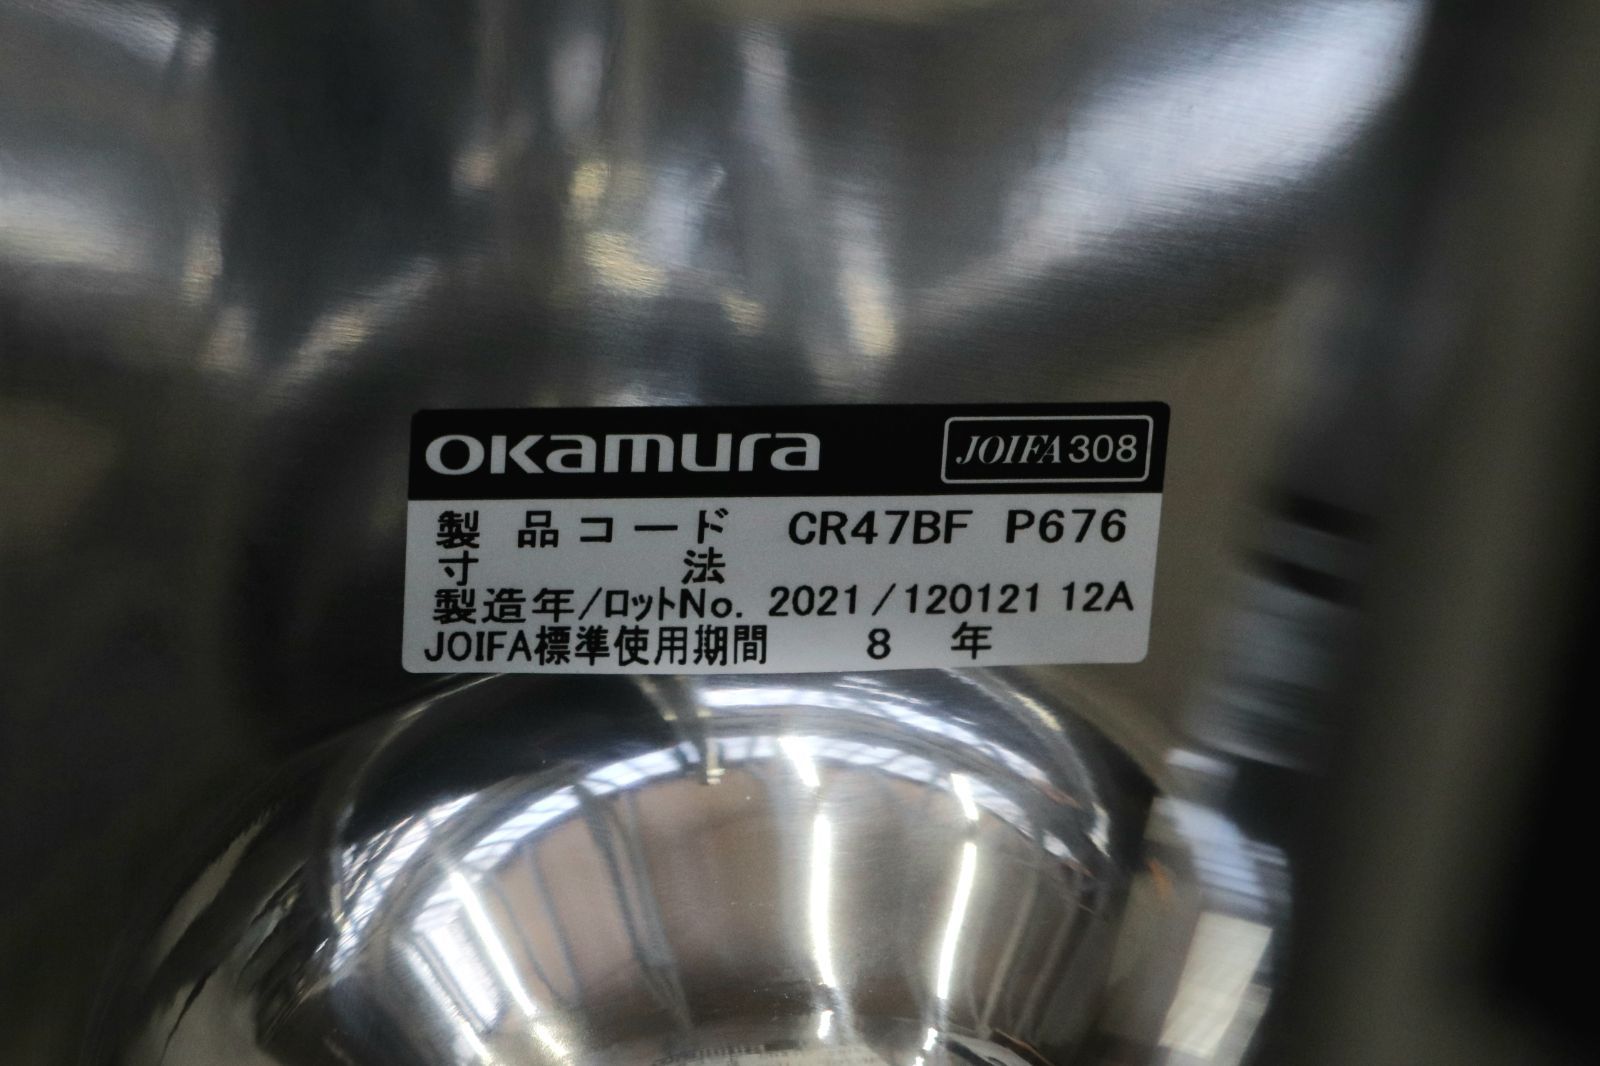 okamura JOIFA308
製品コード CR47BF P676
寸法
製造年/ロットNo. 2021/120121 12A
JOIFA標準使用期間 8 年